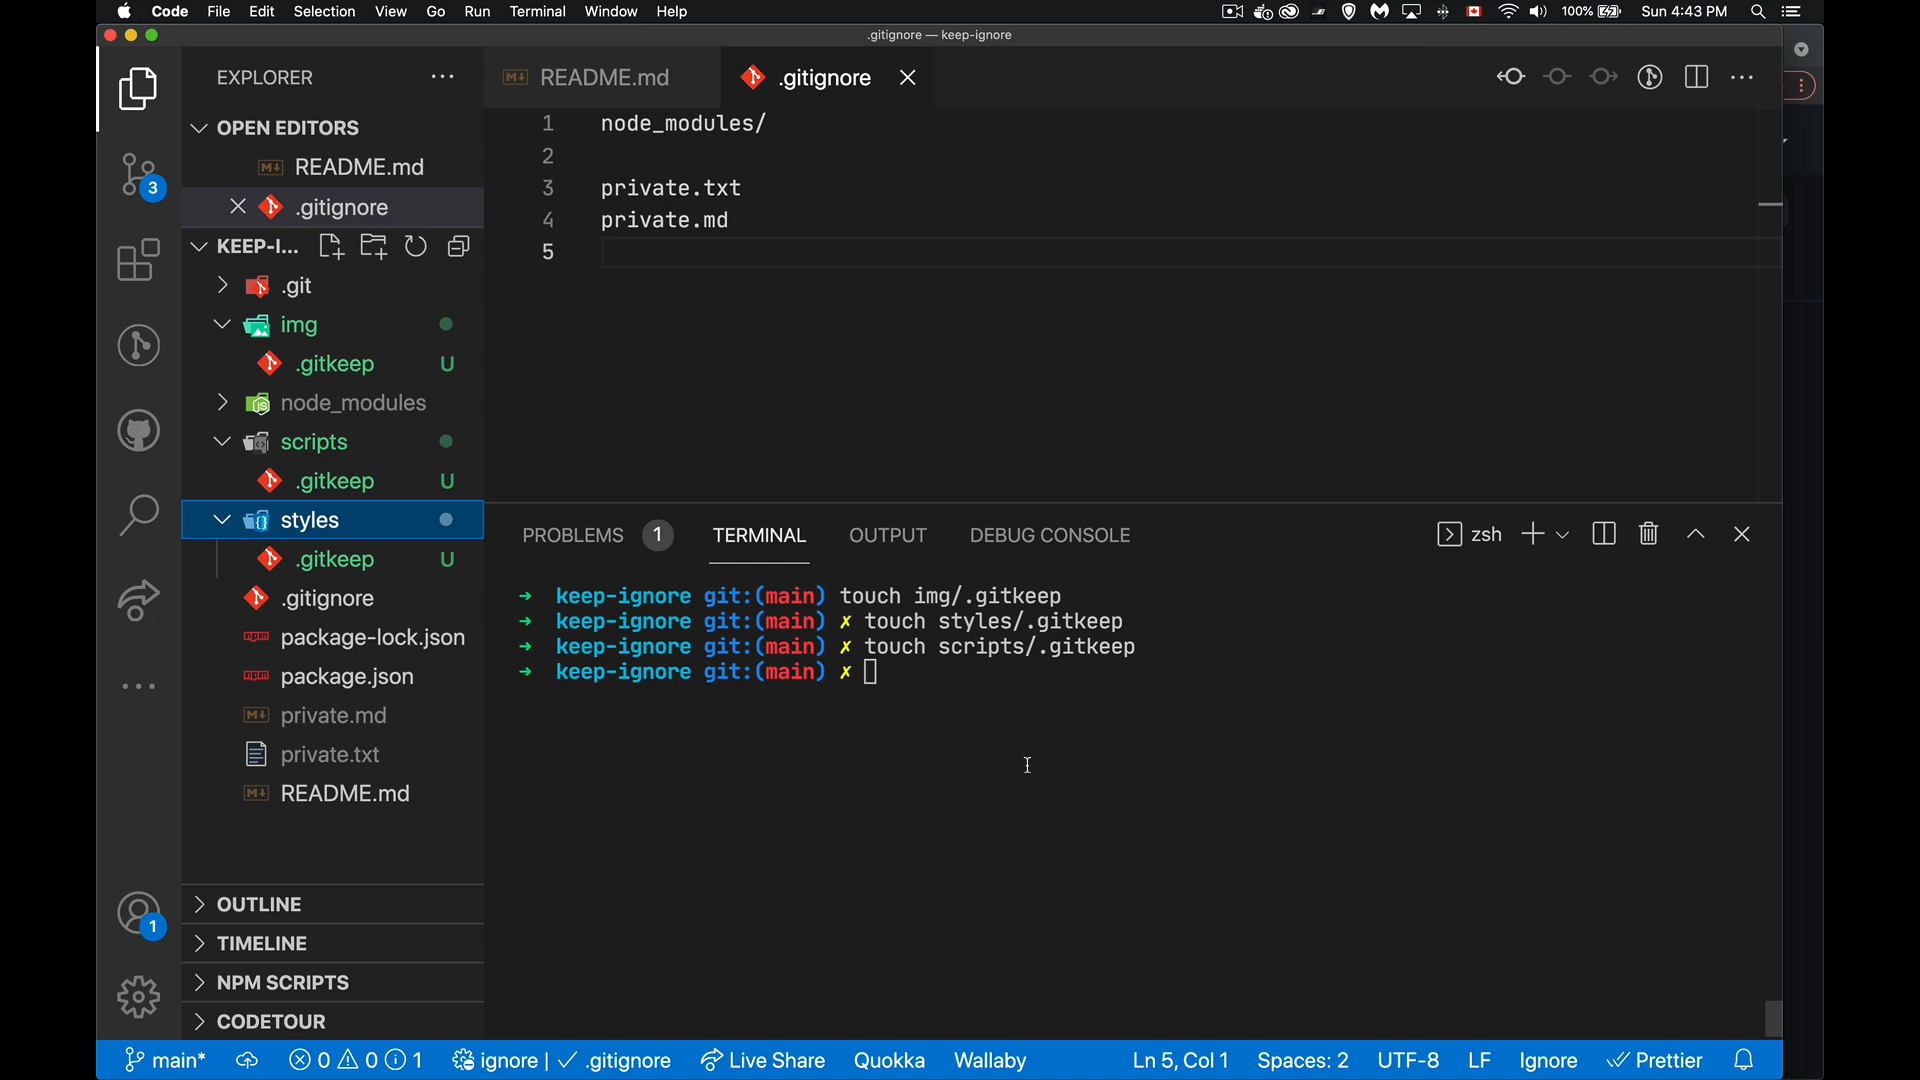 Code File Edit Selection View Go Run Terminal Window Help 100% Sun 4:43 PM
.gitignore — keep-ignore
EXPLORER
README.md .gitignore
OPEN EDITORS
README.md
.gitignore
KEEP-I...
.git
img
.gitkeep U
node_modules
scripts
.gitkeep U
styles
.gitkeep U
.gitignore
package-lock.json
package.json
private.md
private.txt
README.md
OUTLINE
TIMELINE
NPM SCRIPTS
CODETOUR
3
1
1 node_modules/
2
3 private.txt
4 private.md
5
PROBLEMS 1 TERMINAL OUTPUT DEBUG CONSOLE zsh
➜ keep-ignore git:(main) touch img/.gitkeep
➜ keep-ignore git:(main) ✗ touch styles/.gitkeep
➜ keep-ignore git:(main) ✗ touch scripts/.gitkeep
➜ keep-ignore git:(main) ✗
main* 0 0 1 ignore | ✓ .gitignore Live Share Quokka Wallaby Ln 5, Col 1 Spaces: 2 UTF-8 LF Ignore Prettier